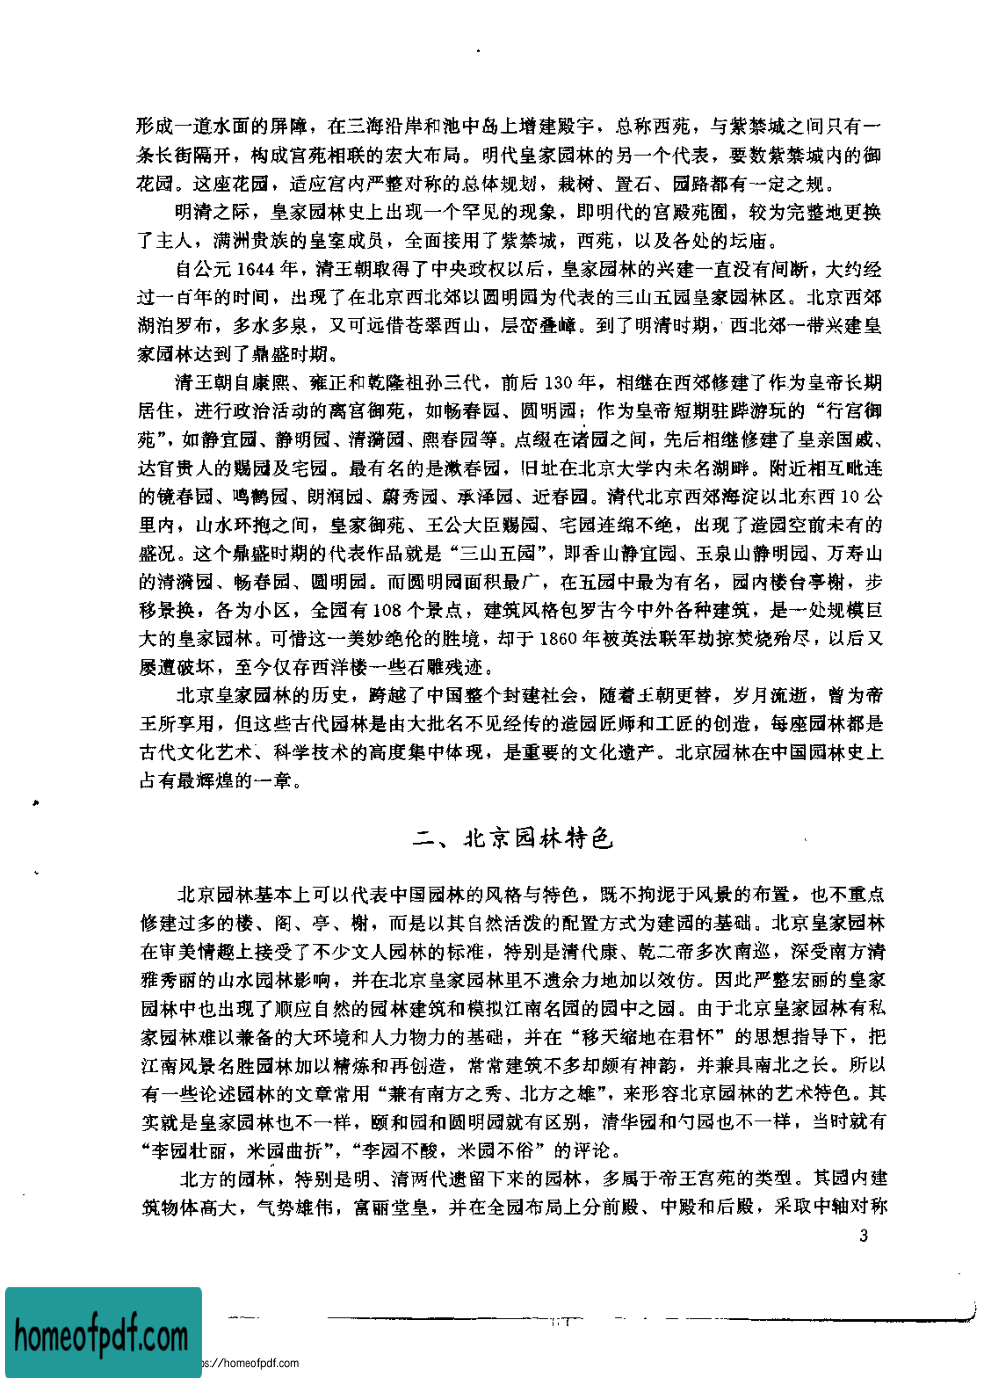 形成一道水面的屏障，在三海沿岸和池中岛上增建殿宇，总称西苑，与紫禁城之间只有一
条长街隔开，构成宫苑相联的宏大布局。明代皇家园林的另一个代表，要数紫禁城内的御
花园。这座花园，适应宫内严整对称的总体规划，栽树、置石、园路都有一定之规。
明清之际，皇家园林史上出现一个罕见的现象，即明代的宫殿苑囿，较为完整地更换
了主人，满洲贵族的皇室成员，全面接用了紫禁城，西苑，以及各处的坛庙。
自公元1644年，清王朝取得了中央政权以后，皇家园林的兴建一直没有间断，大约经
过一百年的时间，出现了在北京西北郊以圆明园为代表的三山五园皇家园林区。北京西郊
湖泊罗布，多水多泉，又可远借苍翠西山，层峦叠嶂。到了明清时期，西北郊一带兴建皇
家园林达到了鼎盛时期。
清王朝自康熙、雍正和乾隆祖孙三代，前后130年，相继在西郊修建了作为皇帝长期
居住，进行政治活动的离宫御苑，如畅春园、圆明园；作为皇帝短期驻跸游玩的“行宫御
苑”，如静宜园、静明园、清漪园、熙春园等。点缀在诸园之间，先后相继修建了皇亲国戚、
达官贵人的赐园及宅园。最有名的是漱春园，旧址在北京大学内未名湖畔。附近相互毗连
的镜春园、鸣鹤园、朗润园、蔚秀园、承泽园、近春园。清代北京西郊海淀以北东西10公
里内，山水环抱之间，皇家御苑、王公大臣赐园、宅园连绵不绝，出现了造园空前未有的
盛况。这个鼎盛时期的代表作品就是“三山五园”，即香山静宜园、玉泉山静明园、万寿山
的清漪园、畅春园、圆明园。而圆明园面积最广，在五园中最为有名，园内楼台亭榭，步
移景换，各为小区，全园有108个景点，建筑风格包罗古今中外各种建筑，是一处规模巨
大的皇家园林。可惜这一美妙绝伦的胜境，却于1860年被英法联军劫掠焚烧殆尽，以后又
屡遭破坏，至今仅存西洋楼一些石雕残迹。
北京皇家园林的历史，跨越了中国整个封建社会，随着王朝更替，岁月流逝，曾为帝
王所享用，但这些古代园林是由大批名不见经传的造园匠师和工匠的创造，每座园林都是
古代文化艺术、科学技术的高度集中体现，是重要的文化遗产。北京园林在中国园林史上
占有最辉煌的一章。
二、北京园林特色
北京园林基本上可以代表中国园林的风格与特色，既不拘泥于风景的布置，也不重点
修建过多的楼、阁、亭、榭，而是以其自然活泼的配置方式为建园的基础。北京皇家园林
在审美情趣上接受了不少文人园林的标准，特别是清代康、乾二帝多次南巡，深受南方清
雅秀丽的山水园林影响，并在北京皇家园林里不遗余力地加以效仿。因此严整宏丽的皇家
园林中也出现了顺应自然的园林建筑和模拟江南名园的园中之园。由于北京皇家园林有私
家园林难以兼备的大环境和人力物力的基础，并在“移天缩地在君怀”的思想指导下，把
江南风景名胜园林加以精炼和再创造，常常建筑不多却颇有神韵，并兼具南北之长。所以
有一些论述园林的文章常用“兼有南方之秀、北方之雄”，来形容北京园林的艺术特色。其
实就是皇家园林也不一样，颐和园和圆明园就有区别，清华园和勺园也不一样，当时就有
“李园壮丽，米园曲折”，“李园不酸，米园不俗”的评论。
北方的园林，特别是明、清两代遗留下来的园林，多属于帝王宫苑的类型。其园内建
筑物体高大，气势雄伟，富丽堂皇，并在全园布局上分前殿、中殿和后殿，采取中轴对称
3
homeofpdf.com
ps://homeofpdf.com